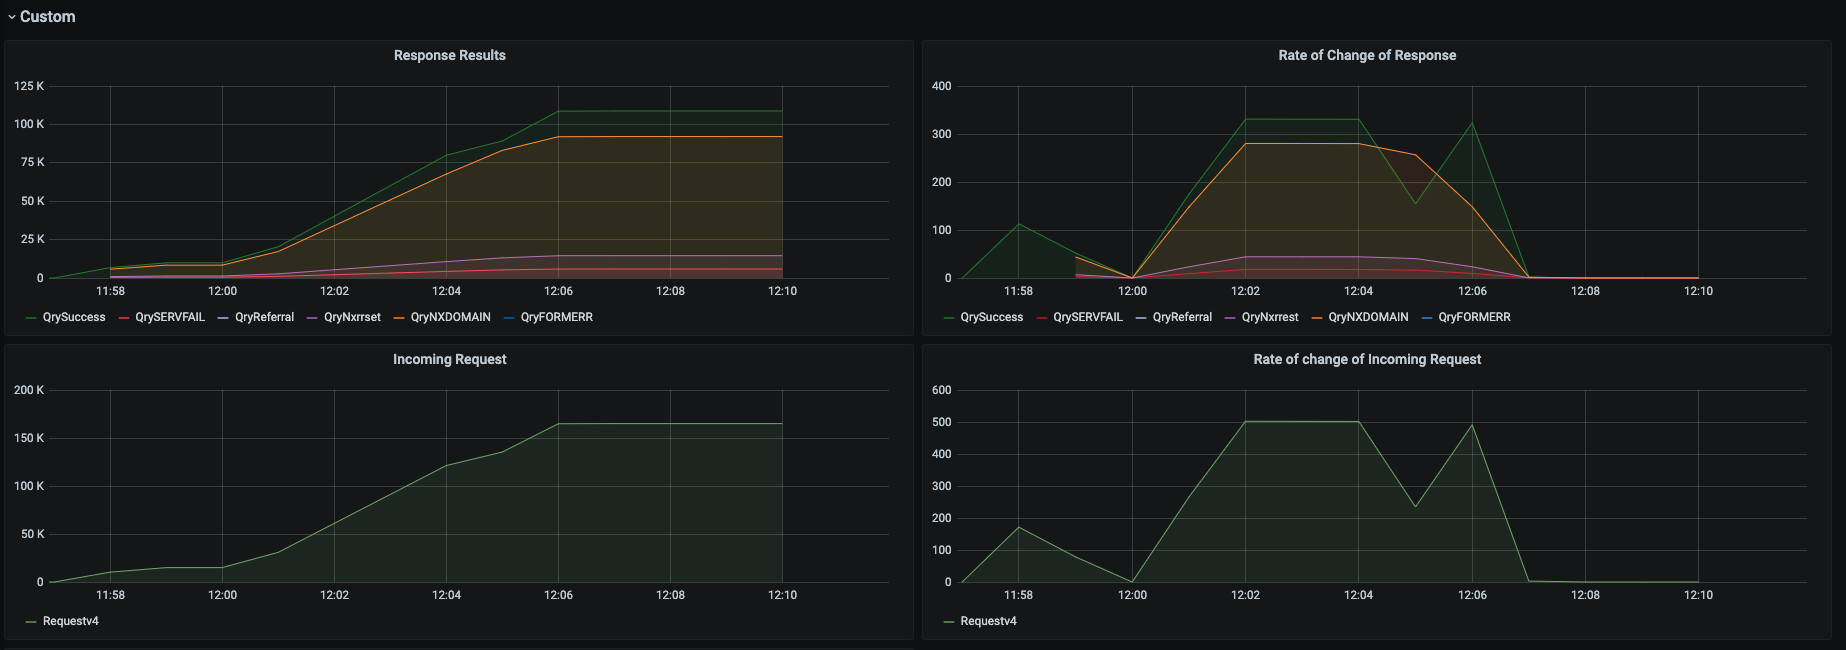 Custom
Response Results
125 K
100 K
75 K
50 K
25 K
0
11:58 12:00 12:02 12:04 12:06 12:08 12:10
QrySuccess QrySERVFAIL QryReferral QryNxrrset QryNXDOMAIN QryFORMERR
Rate of Change of Response
400
300
200
100
0
11:58 12:00 12:02 12:04 12:06 12:08 12:10
QrySuccess QrySERVFAIL QryReferral QryNxrrest QryNXDOMAIN QryFORMERR
Incoming Request
200 K
150 K
100 K
50 K
0
11:58 12:00 12:02 12:04 12:06 12:08 12:10
Requestv4
Rate of change of Incoming Request
600
500
400
300
200
100
0
11:58 12:00 12:02 12:04 12:06 12:08 12:10
Requestv4